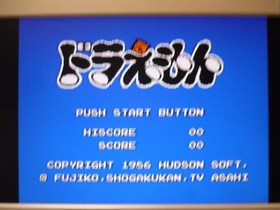 ドラえもん
PUSH START BUTTON
HISCORE 00
SCORE 00
COPYRIGHT 1986 HUDSON SOFT,
@ FUJIKO,SHOGAKUKAN,TV ASAHI